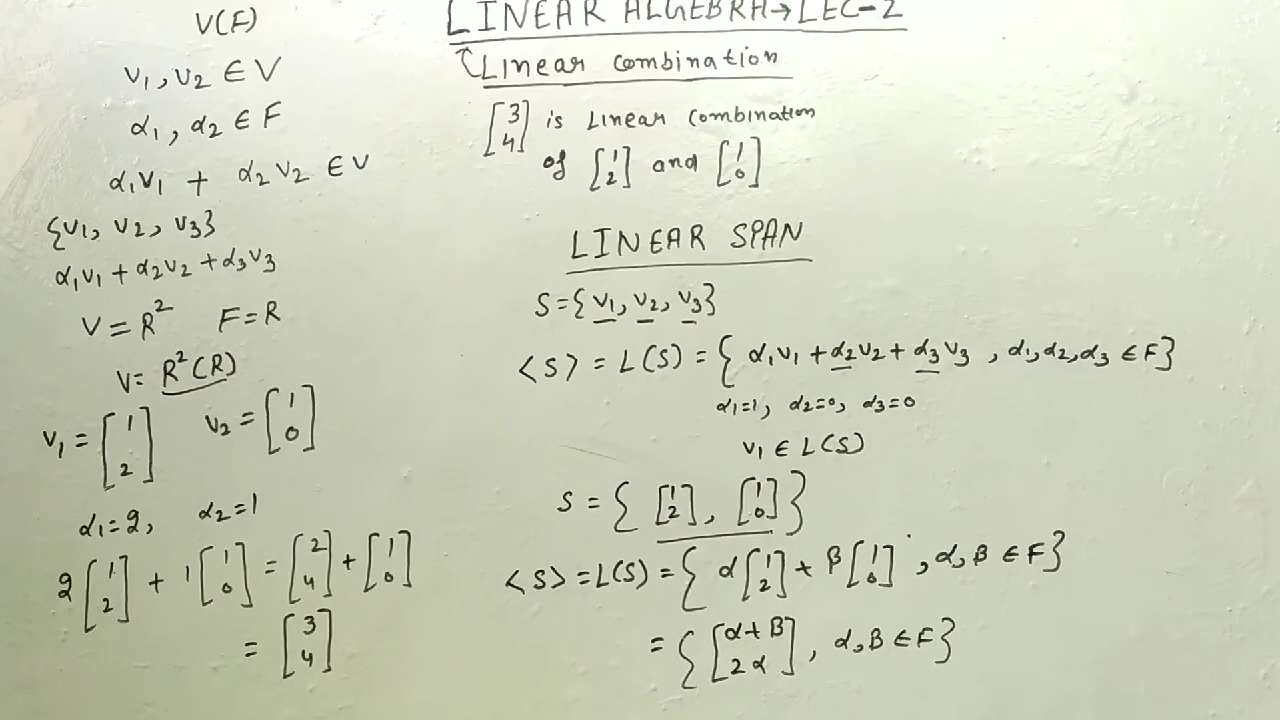 LINEAR ALGEBRA→LEC-2
V(F)
v1, v2 ∈ V
α1, α2 ∈ F
α1v1 + α2v2 ∈ V
{v1, v2, v3}
α1v1 + α2v2 + α3v3
V = R² F=R
V= R²(R)
v1 = [1 2] v2 = [1 0]
α1=2, α2=1
2[1 2] + 1[1 0] = [2 4] + [1 0]
= [3 4]
Linear combination
[3 4] is Linear Combination
of [1 2] and [1 0]
LINEAR SPAN
S={v1, v2, v3}
<S> = L(S) = { α1v1 + α2v2 + α3v3 , α1,α2,α3 ∈ F}
α1=1, α2=0, α3=0
v1 ∈ L(S)
S = { [1 2], [1 0] }
<S> = L(S) = { α[1 2] + β[1 0] , α,β ∈ F}
= { [α+β 2α], α,β ∈ F}